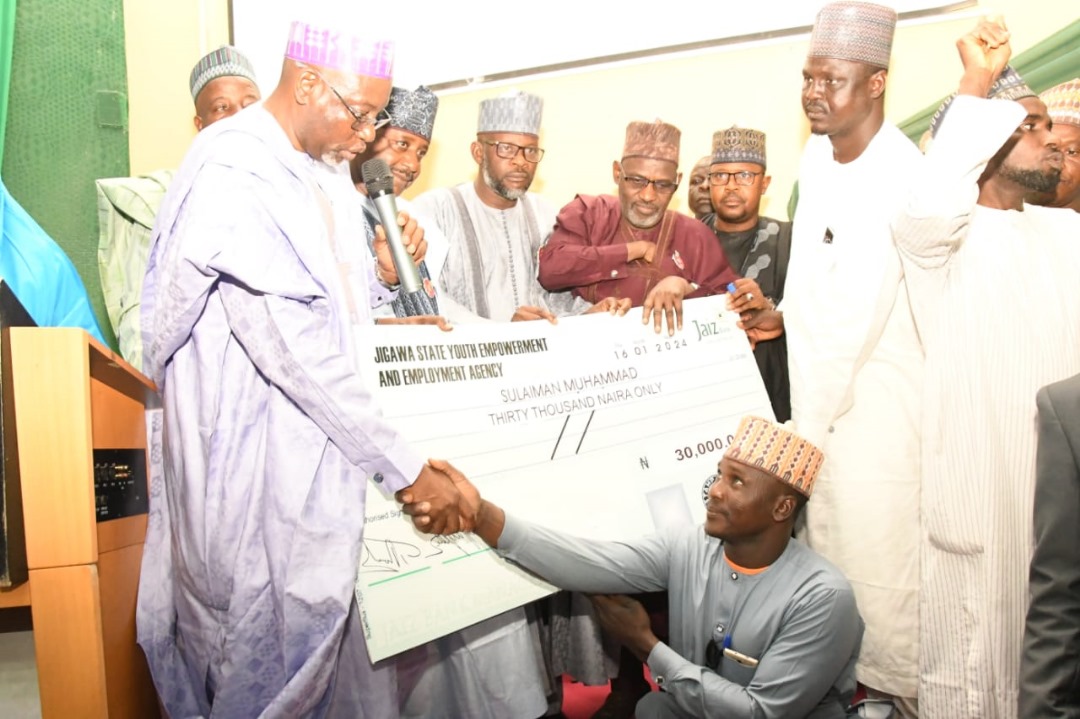 JIGAWA STATE YOUTH EMPOWERMENT
AND EMPLOYMENT AGENCY
16 01 2024
Jaiz
SULAIMAN MUHAMMAD
THIRTY THOUSAND NAIRA ONLY
₦ 30,000.0